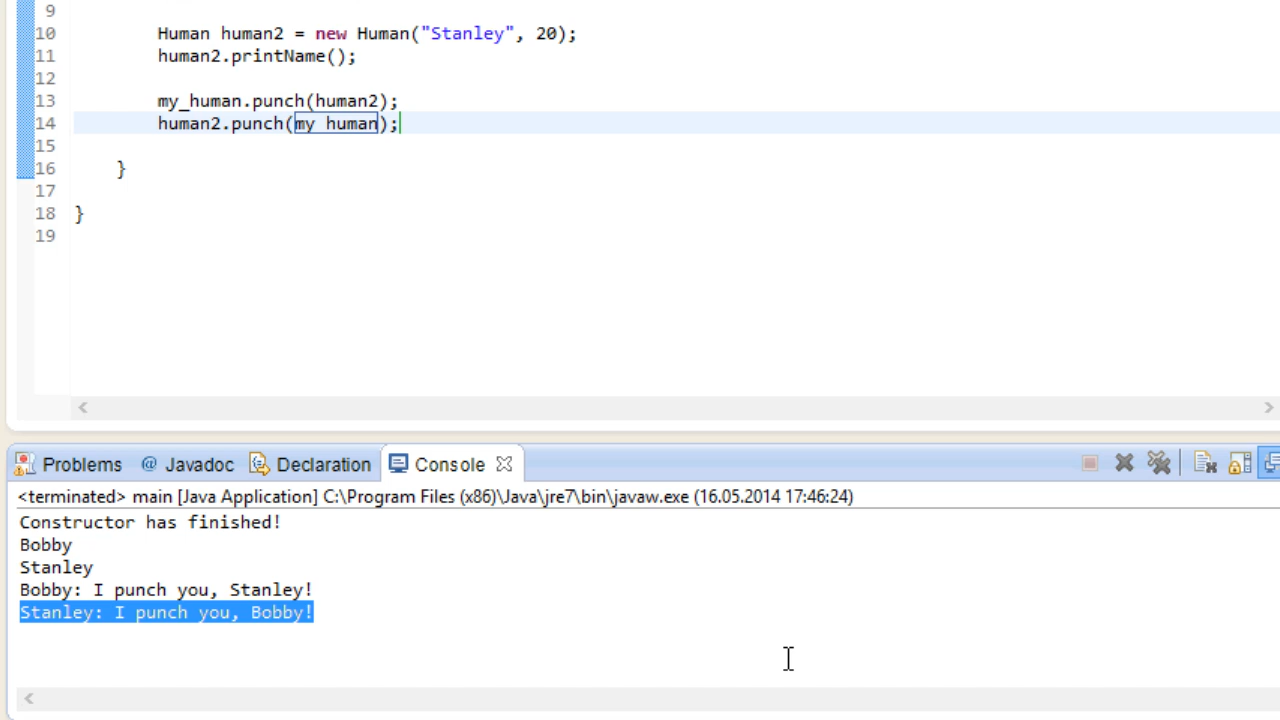 9
10 Human human2 = new Human("Stanley", 20);
11 human2.printName();
12
13 my_human.punch(human2);
14 human2.punch(my_human);
15
16 }
17
18 }
19
Problems @ Javadoc Declaration Console
<terminated> main [Java Application] C:\Program Files (x86)\Java\jre7\bin\javaw.exe (16.05.2014 17:46:24)
Constructor has finished!
Bobby
Stanley
Bobby: I punch you, Stanley!
Stanley: I punch you, Bobby!